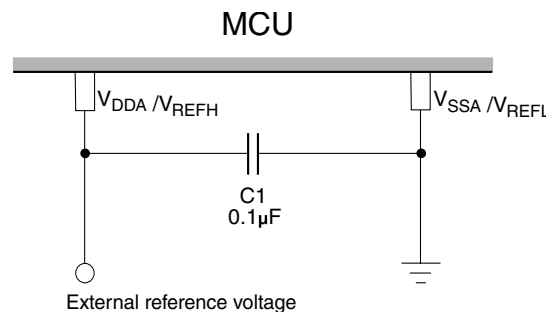 MCU
VDDA /VREFH
VSSA /VREFL
C1
0.1μF
External reference voltage